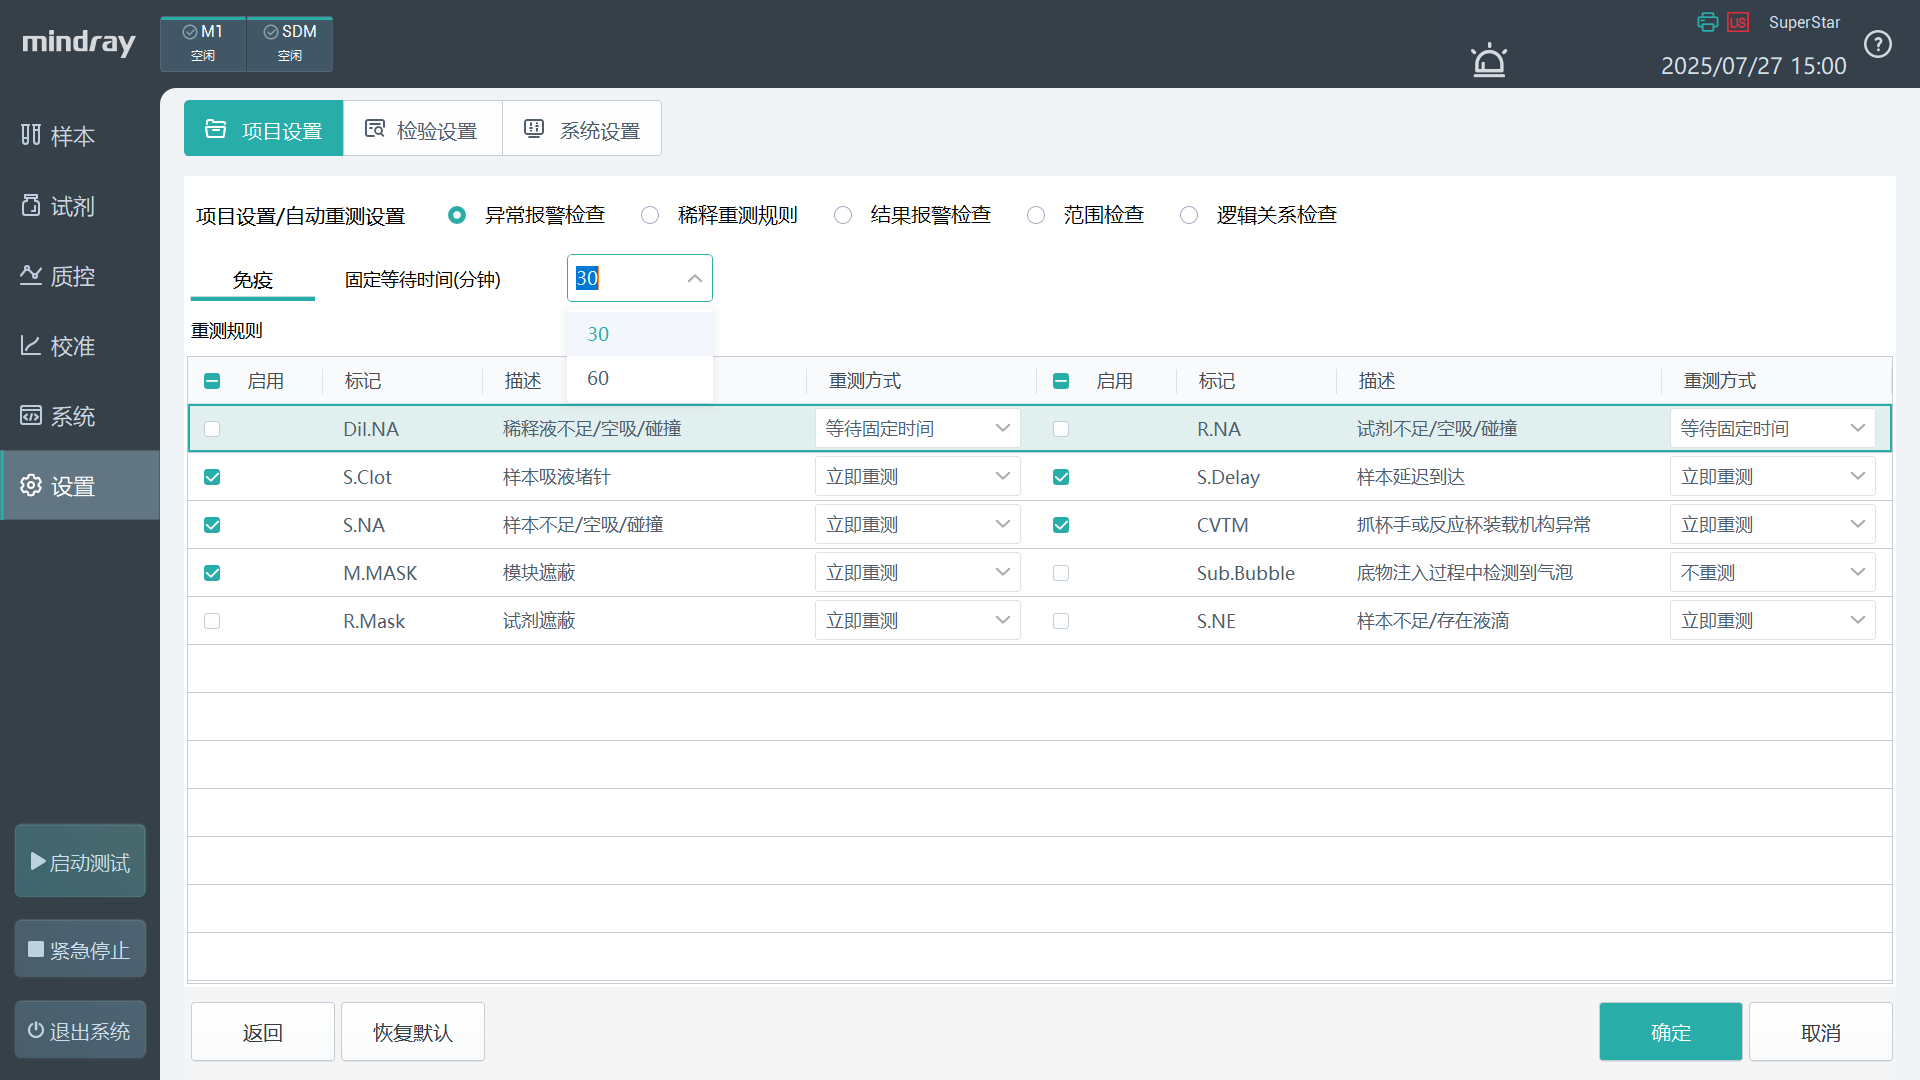 mindray
M1
空闲
SDM
空闲
LIS
SuperStar
2025/07/27 15:00
?
样本
试剂
质控
校准
系统
设置
启动测试
紧急停止
退出系统
项目设置
检验设置
系统设置
项目设置/自动重测设置
异常报警检查
稀释重测规则
结果报警检查
范围检查
逻辑关系检查
免疫
固定等待时间(分钟)
30
30
60
重测规则
启用 标记 描述 重测方式 启用 标记 描述 重测方式
Dil.NA 稀释液不足/空吸/碰撞 等待固定时间 R.NA 试剂不足/空吸/碰撞 等待固定时间
S.Clot 样本吸液堵针 立即重测 S.Delay 样本延迟到达 立即重测
S.NA 样本不足/空吸/碰撞 立即重测 CVTM 抓杯手或反应杯装载机构异常 立即重测
M.MASK 模块遮蔽 立即重测 Sub.Bubble 底物注入过程中检测到气泡 不重测
R.Mask 试剂遮蔽 立即重测 S.NE 样本不足/存在液滴 立即重测
返回
恢复默认
确定
取消